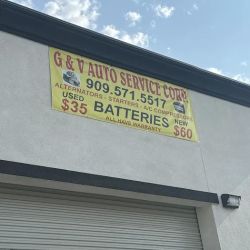 G & V AUTO SERVICE CORP.
909.571.5517
ALTERNATORS - STARTERS - A/C COMPRESSORS
USED BATTERIES NEW
$35 $60
ALL HAVE WARRANTY